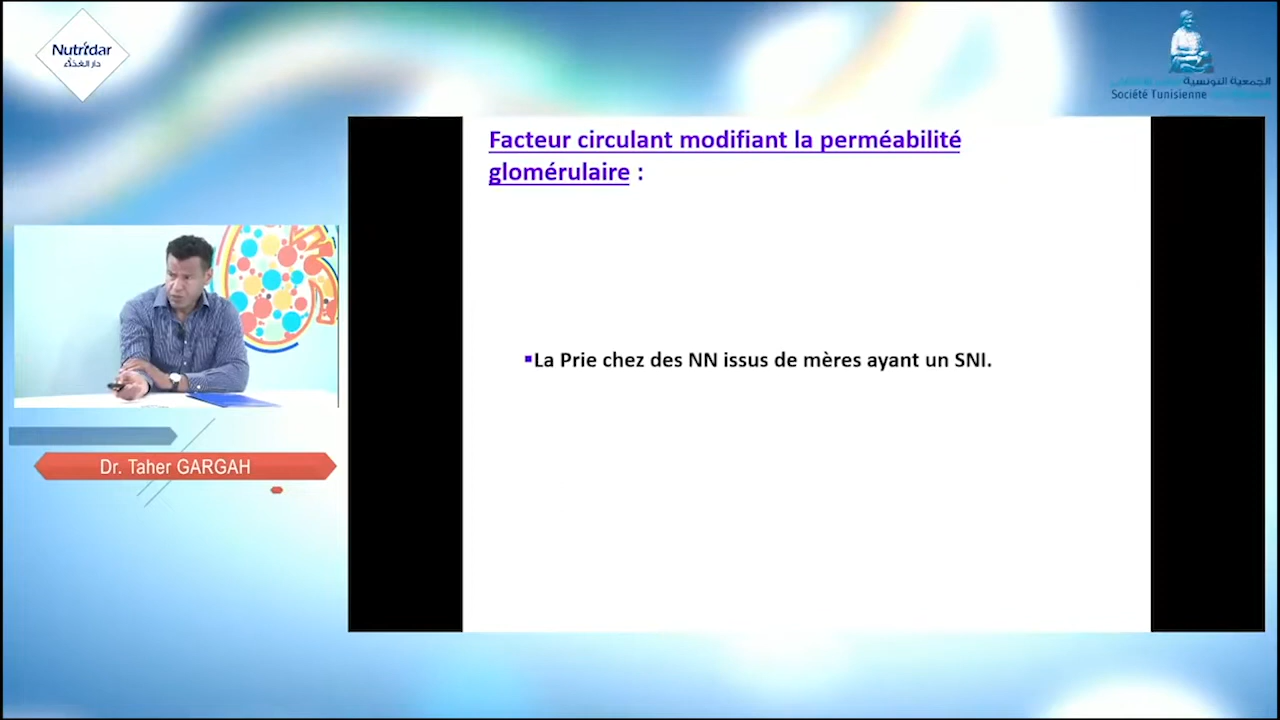 Nutridar
دار الغذاء
الجمعية التونسية
Société Tunisienne
Facteur circulant modifiant la perméabilité
glomérulaire :
▪La Prie chez des NN issus de mères ayant un SNI.
Dr. Taher GARGAH